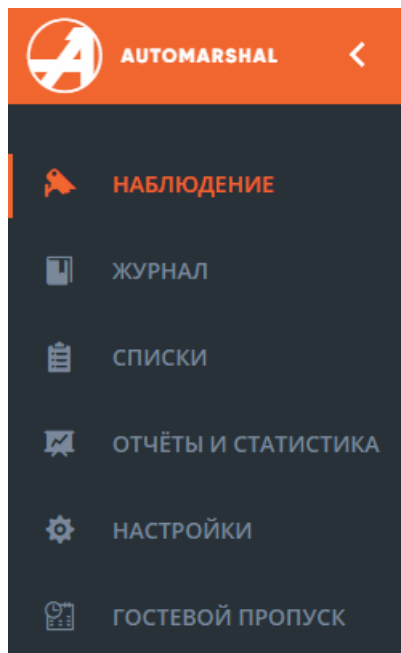 AUTOMARSHAL
НАБЛЮДЕНИЕ
ЖУРНАЛ
СПИСКИ
ОТЧЁТЫ И СТАТИСТИКА
НАСТРОЙКИ
ГОСТЕВОЙ ПРОПУСК